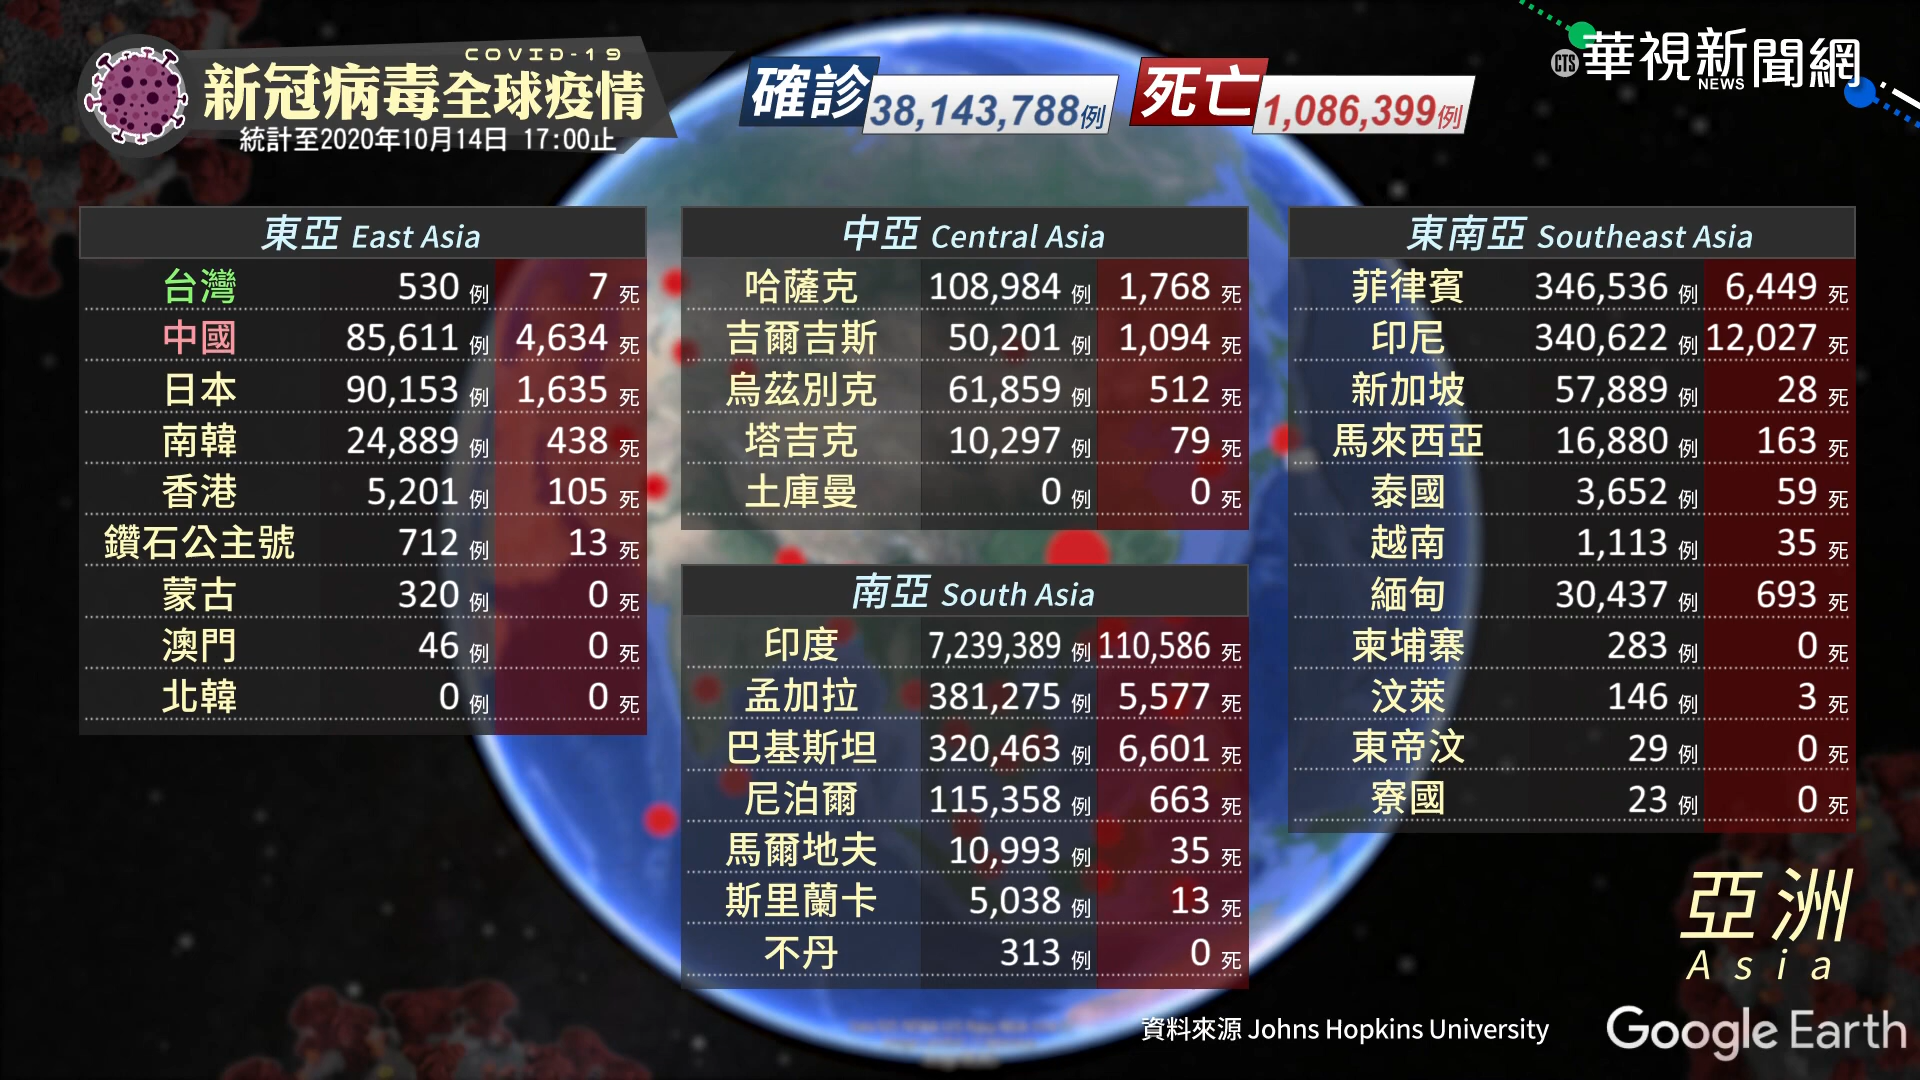 COVID-19
新冠病毒全球疫情
統計至2020年10月14日 17:00止
確診 38,143,788例
死亡 1,086,399例
CTS 華視新聞網
NEWS
東亞 East Asia
台灣 530 例 7 死
中國 85,611 例 4,634 死
日本 90,153 例 1,635 死
南韓 24,889 例 438 死
香港 5,201 例 105 死
鑽石公主號 712 例 13 死
蒙古 320 例 0 死
澳門 46 例 0 死
北韓 0 例 0 死
中亞 Central Asia
哈薩克 108,984 例 1,768 死
吉爾吉斯 50,201 例 1,094 死
烏茲別克 61,859 例 512 死
塔吉克 10,297 例 79 死
土庫曼 0 例 0 死
南亞 South Asia
印度 7,239,389 例 110,586 死
孟加拉 381,275 例 5,577 死
巴基斯坦 320,463 例 6,601 死
尼泊爾 115,358 例 663 死
馬爾地夫 10,993 例 35 死
斯里蘭卡 5,038 例 13 死
不丹 313 例 0 死
東南亞 Southeast Asia
菲律賓 346,536 例 6,449 死
印尼 340,622 例 12,027 死
新加坡 57,889 例 28 死
馬來西亞 16,880 例 163 死
泰國 3,652 例 59 死
越南 1,113 例 35 死
緬甸 30,437 例 693 死
柬埔寨 283 例 0 死
汶萊 146 例 3 死
東帝汶 29 例 0 死
寮國 23 例 0 死
亞洲
Asia
資料來源 Johns Hopkins University
Google Earth